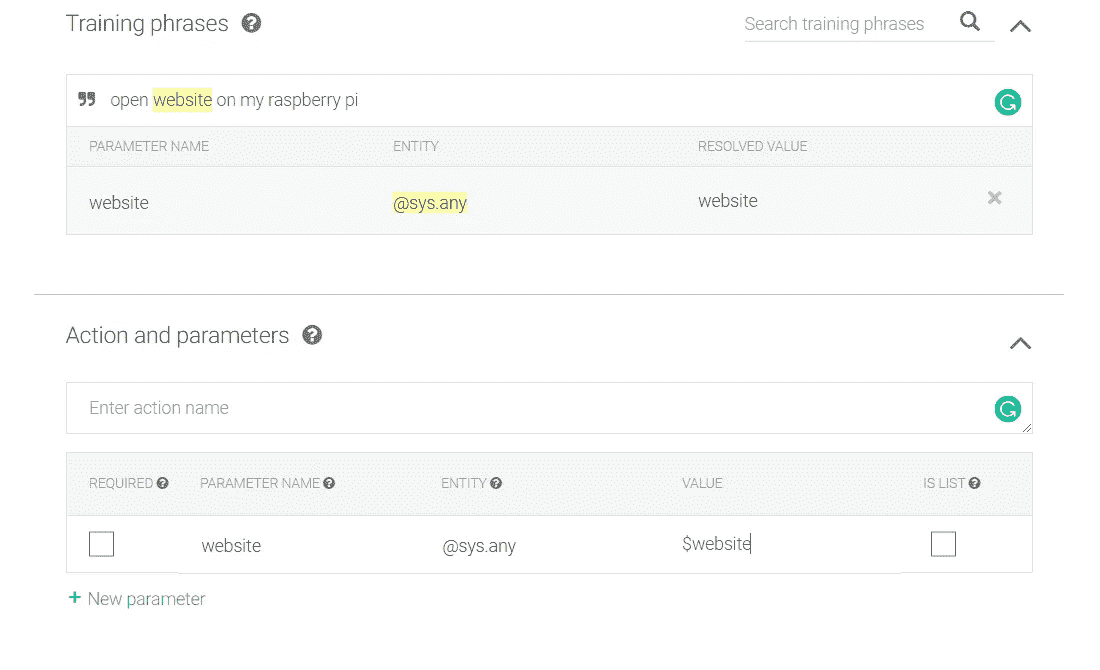 Training phrases ?
Search training phrases
open website on my raspberry pi
PARAMETER NAME ENTITY RESOLVED VALUE
website @sys.any website
Action and parameters ?
Enter action name
REQUIRED ? PARAMETER NAME ? ENTITY ? VALUE IS LIST ?
website @sys.any $website
+ New parameter